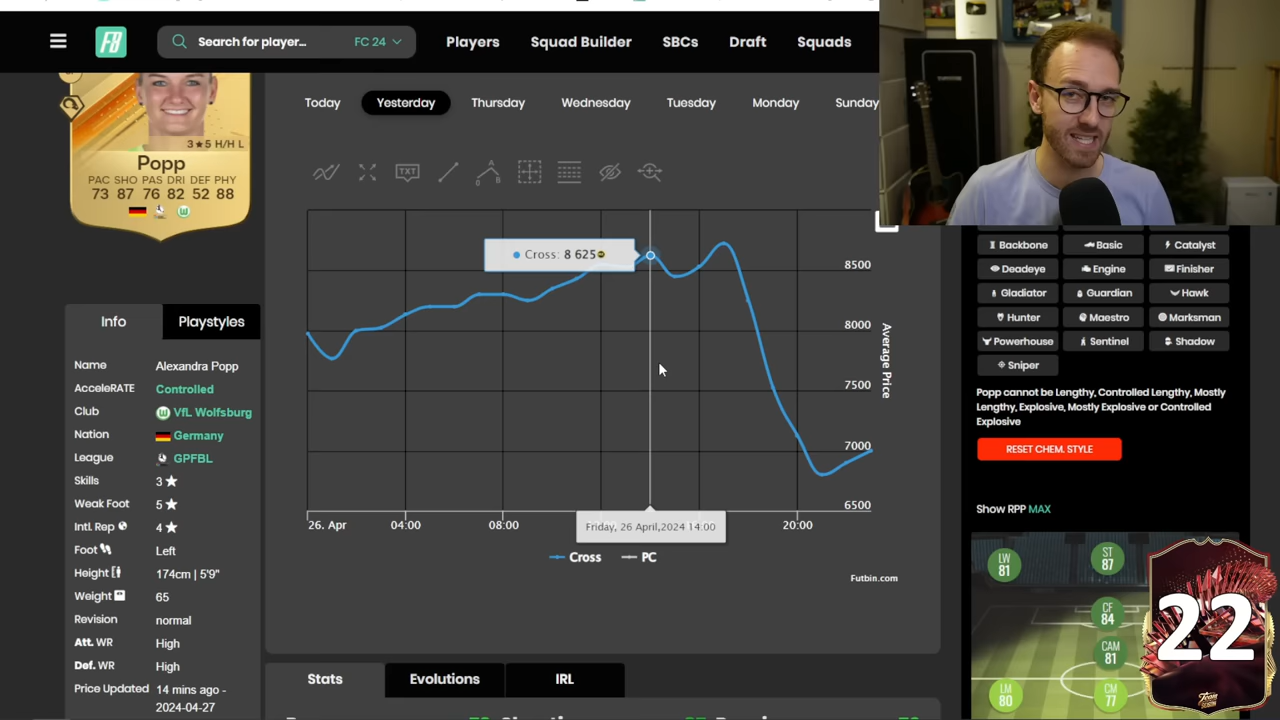 FB
Search for player...
FC 24
Players
Squad Builder
SBCs
Draft
Squads
3★5 H/H L
Popp
PAC SHO PAS DRI DEF PHY
73 87 76 82 52 88
Today
Yesterday
Thursday
Wednesday
Tuesday
Monday
Sunday
TXT
Cross: 8 625
8500
8000
7500
7000
6500
Average Price
26. Apr
04:00
08:00
20:00
Friday, 26 April,2024 14:00
Cross
PC
Futbin.com
Info
Playstyles
Name Alexandra Popp
AcceleRATE Controlled
Club VfL Wolfsburg
Nation Germany
League GPFBL
Skills 3★
Weak Foot 5★
Intl. Rep 4★
Foot Left
Height 174cm | 5'9"
Weight 65
Revision normal
Att. WR High
Def. WR High
Price Updated 14 mins ago -
2024-04-27
Stats
Evolutions
IRL
Backbone
Basic
Catalyst
Deadeye
Engine
Finisher
Gladiator
Guardian
Hawk
Hunter
Maestro
Marksman
Powerhouse
Sentinel
Shadow
Sniper
Popp cannot be Lengthy, Controlled Lengthy, Mostly
Lengthy, Explosive, Mostly Explosive or Controlled
Explosive
RESET CHEM. STYLE
Show RPP MAX
LW
81
ST
87
CF
84
CAM
81
LM
80
CM
77
22